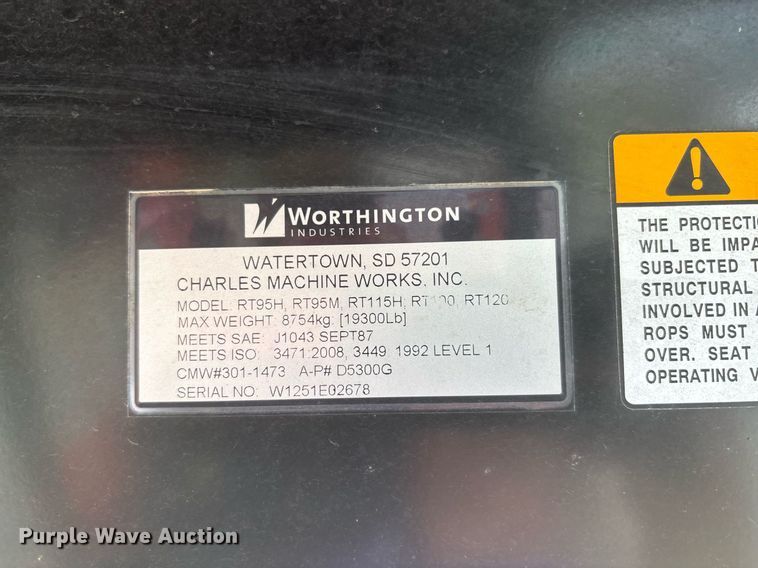 WORTHINGTON
INDUSTRIES
WATERTOWN, SD 57201
CHARLES MACHINE WORKS, INC.
MODEL: RT95H, RT95M, RT115H, RT120
MAX WEIGHT: 8754kg. [19300Lb]
MEETS SAE: J1043 SEPT87
MEETS ISO: 3471:2008, 3449: 1992 LEVEL 1
CMW#301-1473 A-P# D5300G
SERIAL NO: W1251E02678
THE PROTECTI
WILL BE IMPA
SUBJECTED T
STRUCTURAL
INVOLVED IN A
ROPS MUST
OVER. SEAT
OPERATING V
Purple Wave Auction